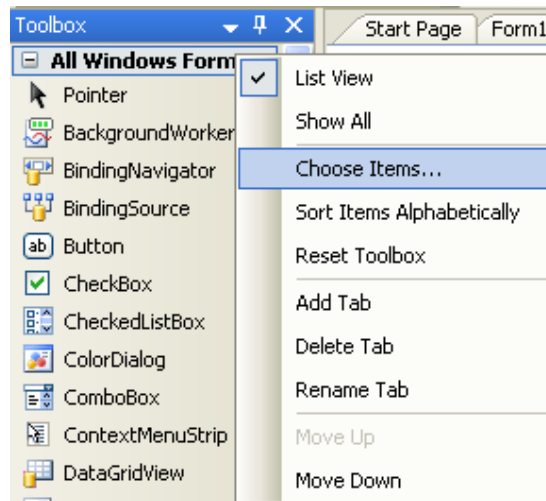 Toolbox
Start Page
Form1
All Windows Form
Pointer
BackgroundWorker
BindingNavigator
BindingSource
ab Button
CheckBox
CheckedListBox
ColorDialog
ComboBox
ContextMenuStrip
DataGridView
List View
Show All
Choose Items...
Sort Items Alphabetically
Reset Toolbox
Add Tab
Delete Tab
Rename Tab
Move Up
Move Down